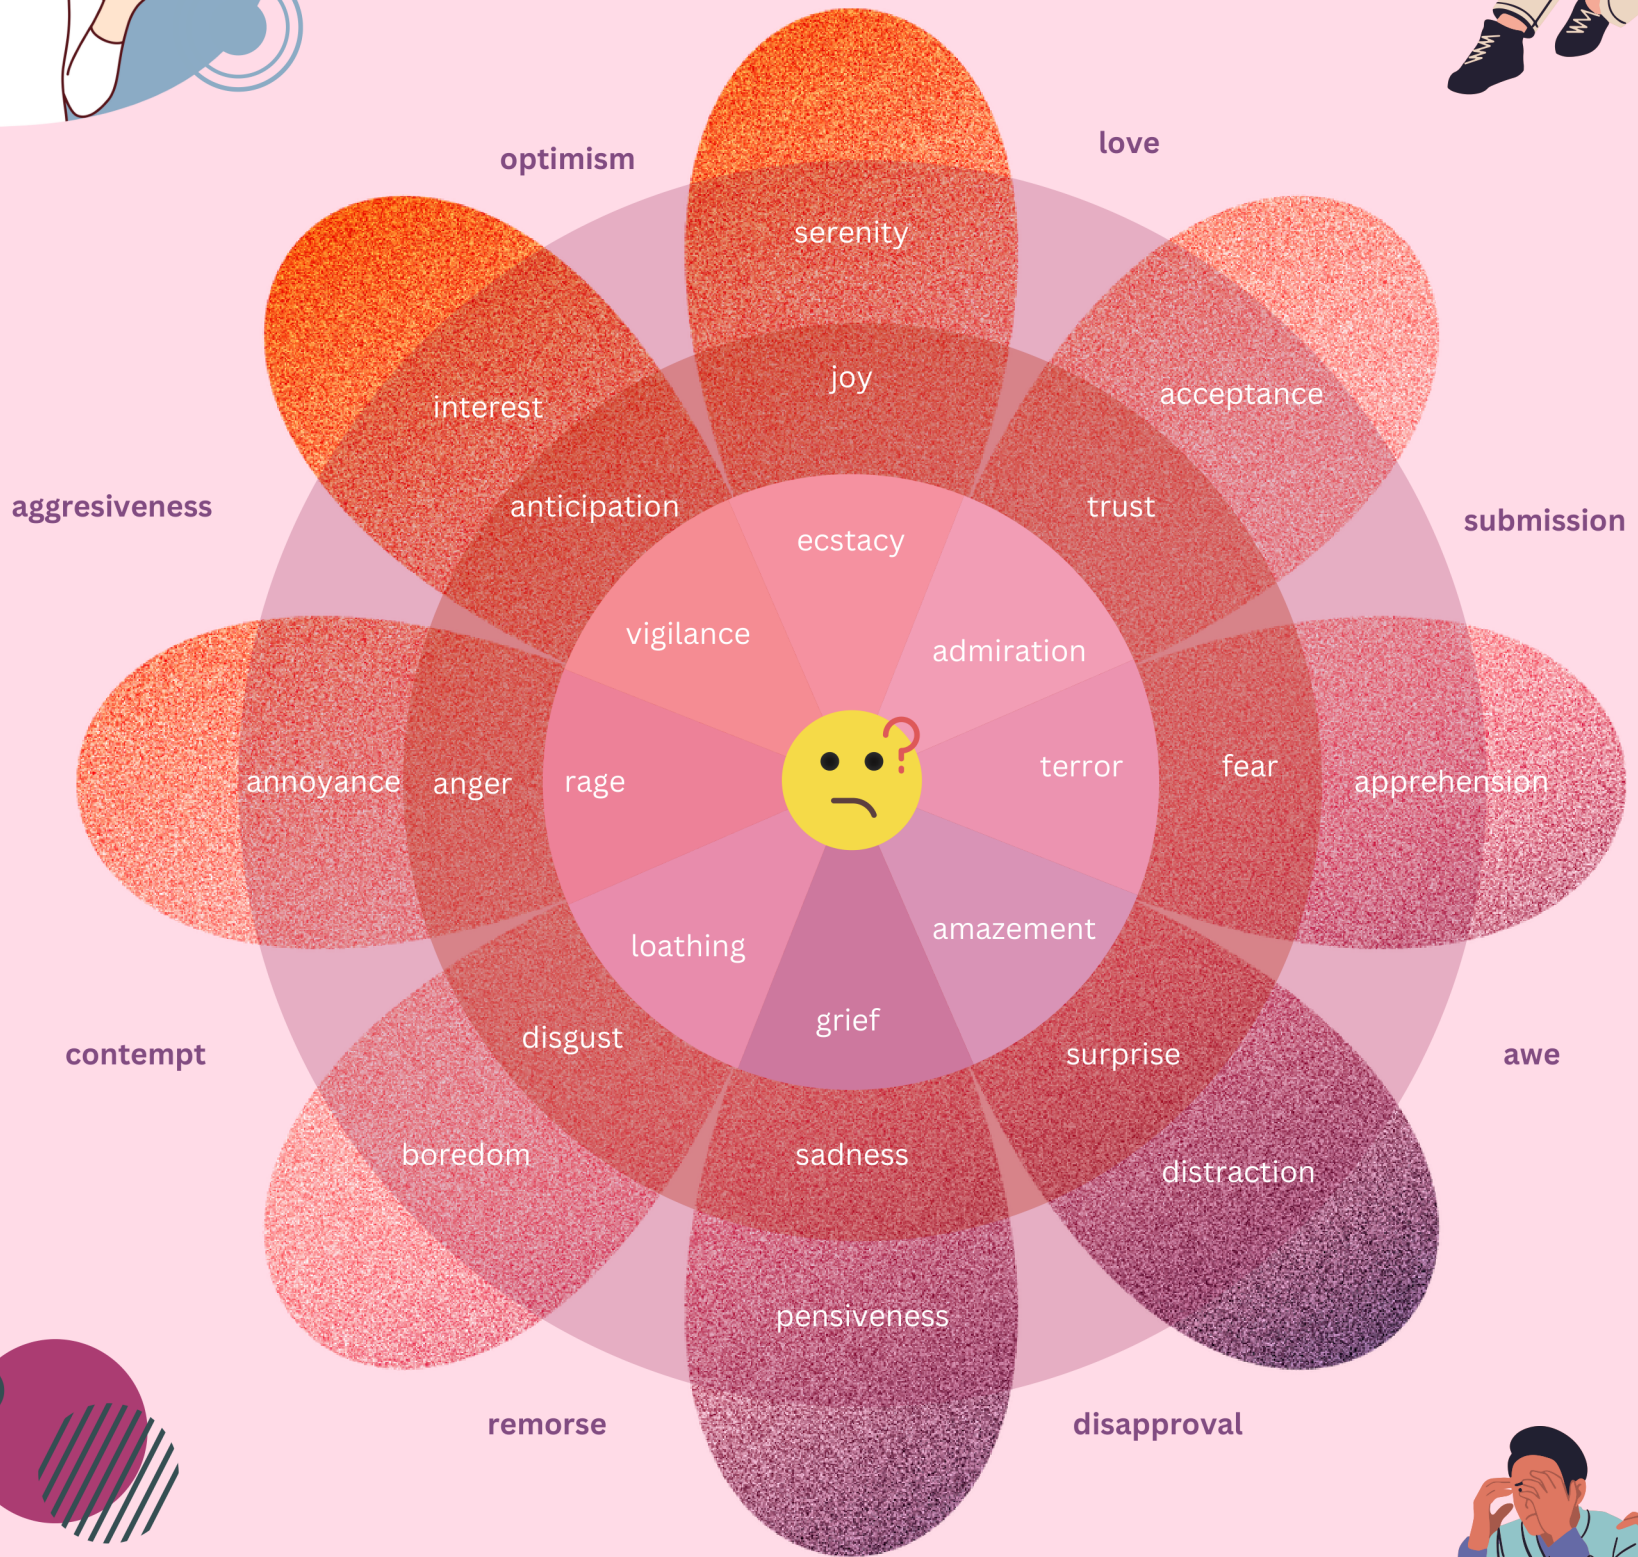 love
optimism
serenity
joy
acceptance
interest
anticipation
trust
aggresiveness
submission
ecstacy
vigilance
admiration
?
annoyance
anger
rage
terror
fear
apprehension
loathing
amazement
grief
disgust
surprise
contempt
awe
boredom
sadness
distraction
pensiveness
remorse
disapproval